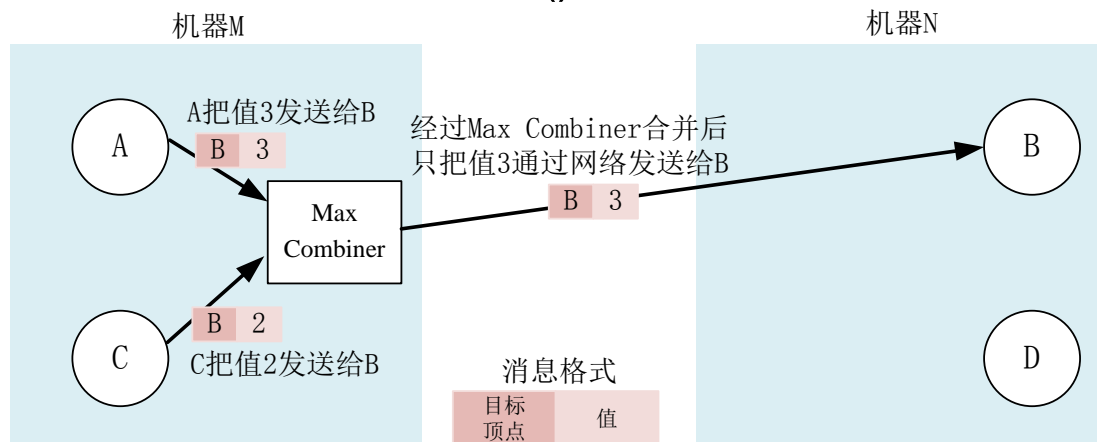 机器M
机器N
A把值3发送给B
B 3
A
经过Max Combiner合并后
只把值3通过网络发送给B
B 3
B
Max
Combiner
B 2
C把值2发送给B
C
D
消息格式
目标
顶点
值